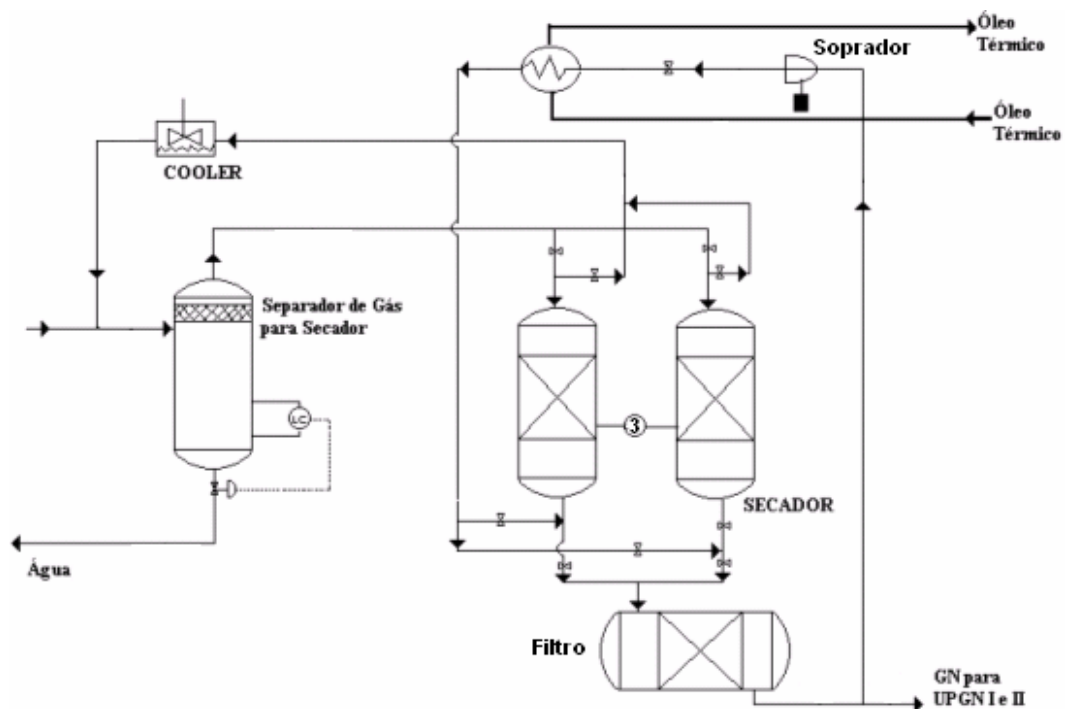 Óleo
Térmico
Soprador
Óleo
Térmico
COOLER
Separador de Gás
para Secador
LC
3
SECADOR
Água
Filtro
GN para
UPGN I e II